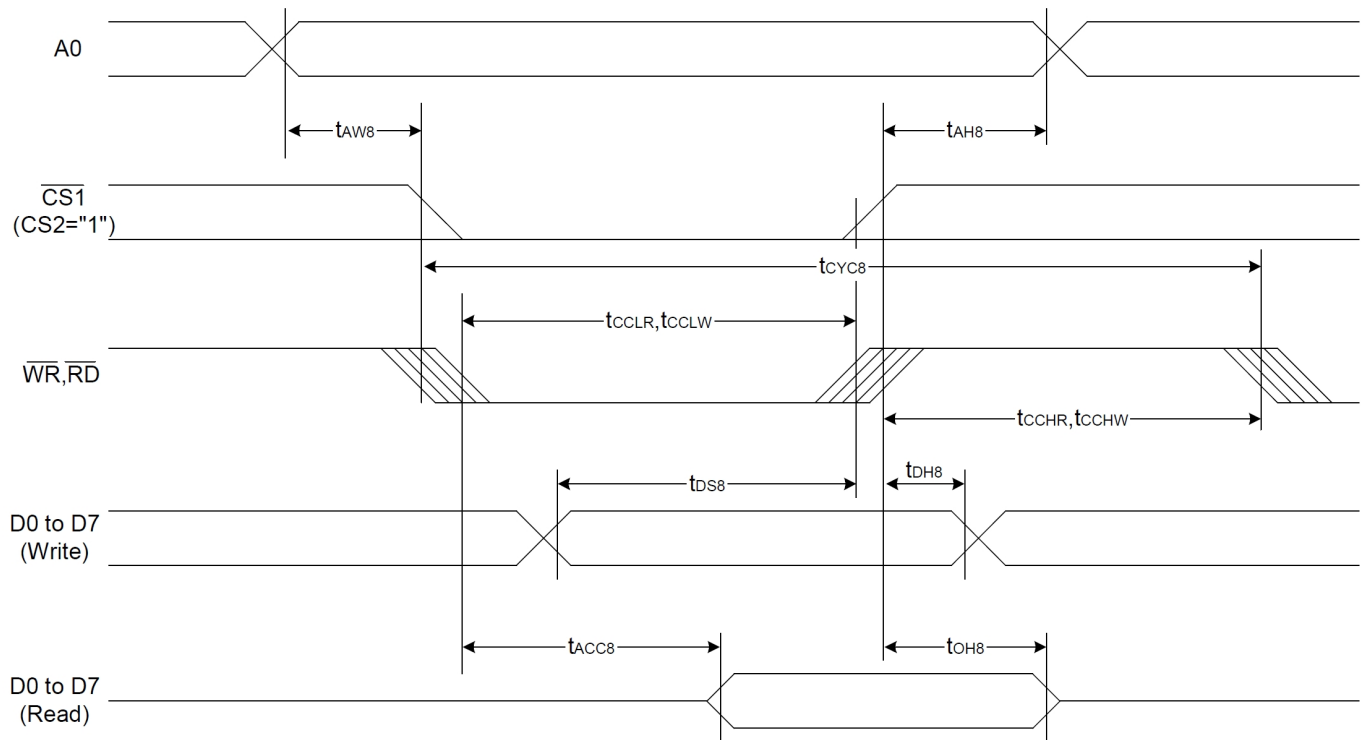 A0
tAW8
tAH8
CS1
(CS2="1")
tCYC8
tCCLR,tCCLW
WR,RD
tCCHR,tCCHW
tDS8
tDH8
D0 to D7
(Write)
tACC8
tOH8
D0 to D7
(Read)